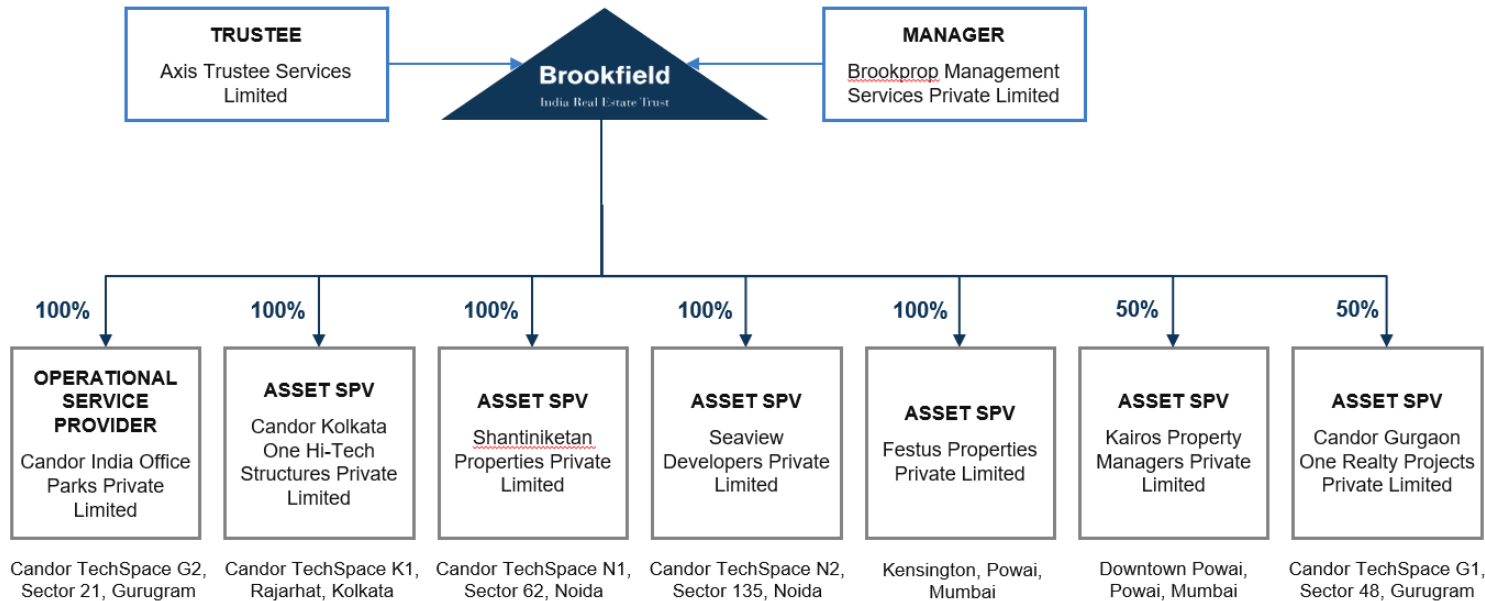 TRUSTEE
Axis Trustee Services
Limited
Brookfield
India Real Estate Trust
MANAGER
Brookprop Management
Services Private Limited
100%
100%
100%
100%
100%
50%
50%
OPERATIONAL
SERVICE
PROVIDER
Candor India Office
Parks Private
Limited
ASSET SPV
Candor Kolkata
One Hi-Tech
Structures Private
Limited
ASSET SPV
Shantiniketan
Properties Private
Limited
ASSET SPV
Seaview
Developers Private
Limited
ASSET SPV
Festus Properties
Private Limited
ASSET SPV
Kairos Property
Managers Private
Limited
ASSET SPV
Candor Gurgaon
One Realty Projects
Private Limited
Candor TechSpace G2,
Sector 21, Gurugram
Candor TechSpace K1,
Rajarhat, Kolkata
Candor TechSpace N1,
Sector 62, Noida
Candor TechSpace N2,
Sector 135, Noida
Kensington, Powai,
Mumbai
Downtown Powai,
Powai, Mumbai
Candor TechSpace G1,
Sector 48, Gurugram